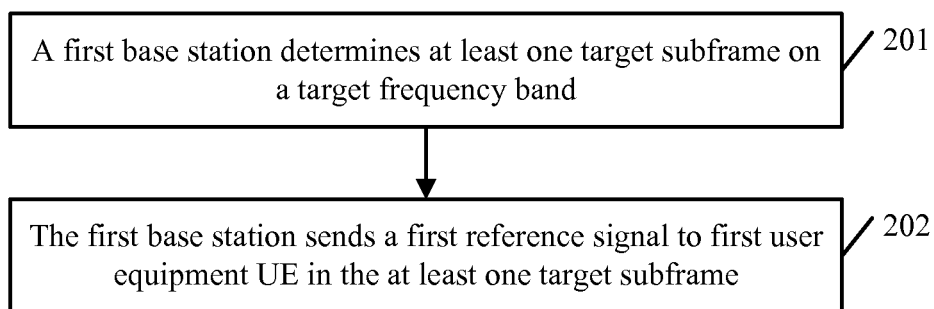 A first base station determines at least one target subframe on
a target frequency band
201
The first base station sends a first reference signal to first user
equipment UE in the at least one target subframe
202